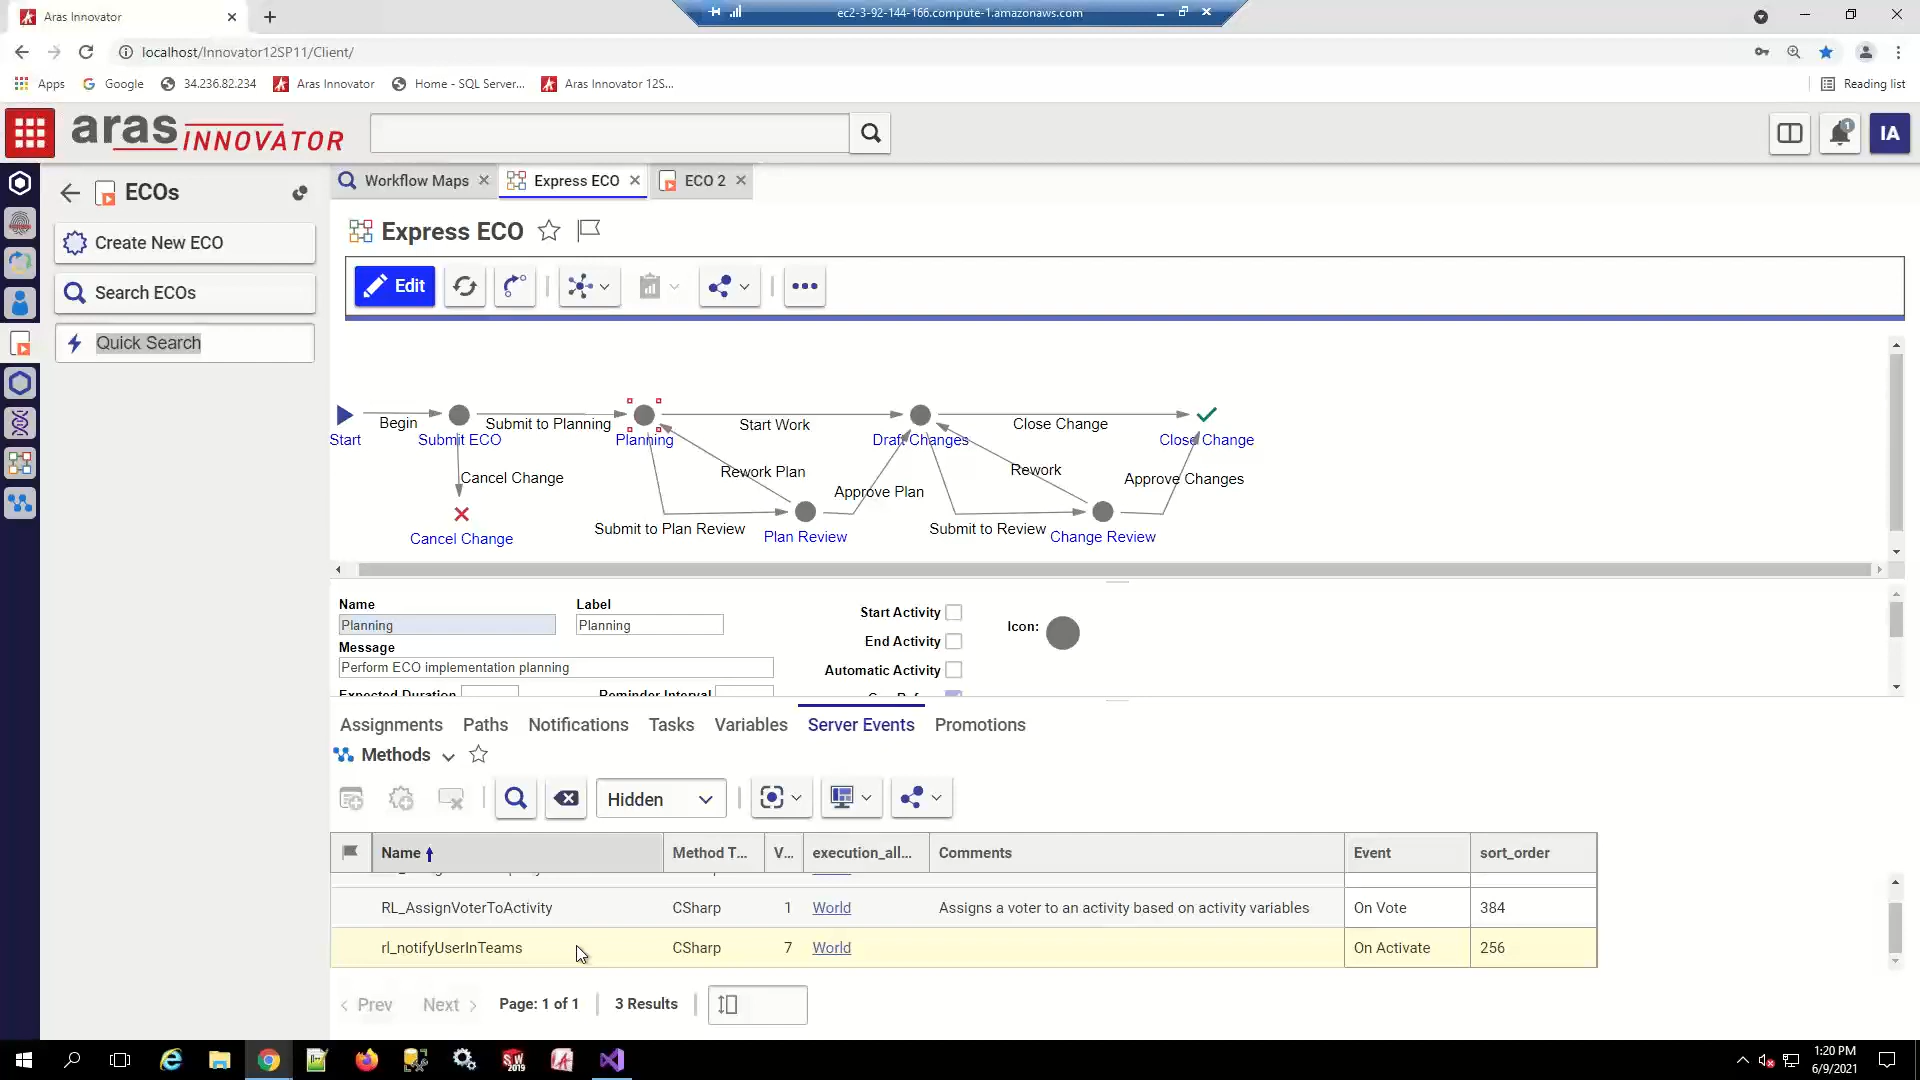 Aras Innovator
ec2-3-92-144-166.compute-1.amazonaws.com
localhost/Innovator12SP11/Client/
Apps
Google
34.236.82.234
Aras Innovator
Home - SQL Server...
Aras Innovator 12S...
Reading list
aras INNOVATOR
1
IA
ECOs
Create New ECO
Search ECOs
Quick Search
Workflow Maps
Express ECO
ECO 2
Express ECO
Edit
Begin
Submit to Planning
Start Work
Close Change
Start
Submit ECO
Planning
Draft Changes
Close Change
Cancel Change
Rework Plan
Rework
Approve Plan
Approve Changes
Submit to Plan Review
Submit to Review
Cancel Change
Plan Review
Change Review
Name
Label
Start Activity
Planning
Planning
Icon:
End Activity
Message
Perform ECO implementation planning
Automatic Activity
Expected Duration
Reminder Interval
Assignments
Paths
Notifications
Tasks
Variables
Server Events
Promotions
Methods
Hidden
Name
Method T...
V...
execution_all...
Comments
Event
sort_order
RL_AssignVoterToActivity
CSharp
1
World
Assigns a voter to an activity based on activity variables
On Vote
384
rl_notifyUserInTeams
CSharp
7
World
On Activate
256
Prev
Next
Page: 1 of 1
3 Results
SW
2019
1:20 PM
6/9/2021